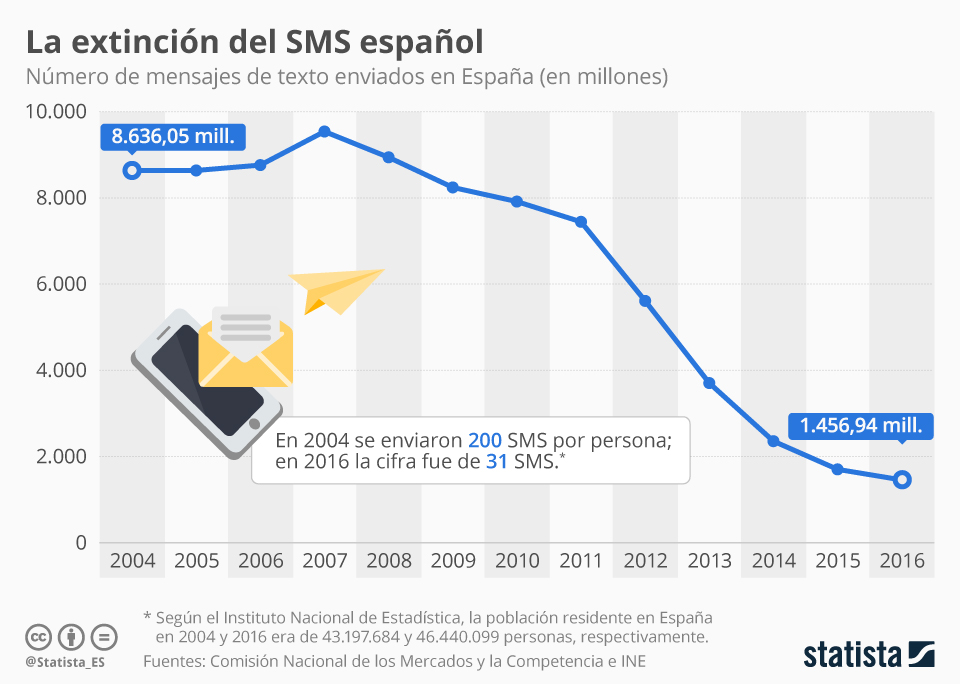 La extinción del SMS español
Número de mensajes de texto enviados en España (en millones)
10.000
8.636,05 mill.
8.000
6.000
4.000
1.456,94 mill.
En 2004 se enviaron 200 SMS por persona;
en 2016 la cifra fue de 31 SMS.*
2.000
0
2004 2005 2006 2007 2008 2009 2010 2011 2012 2013 2014 2015 2016
* Según el Instituto Nacional de Estadística, la población residente en España
en 2004 y 2016 era de 43.197.684 y 46.440.099 personas, respectivamente.
cc
@Statista_ES
Fuentes: Comisión Nacional de los Mercados y la Competencia e INE
statista